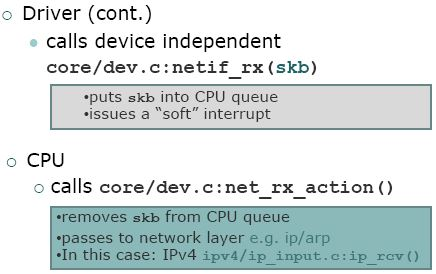 ○ Driver (cont.)
● calls device independent
core/dev.c:netif_rx(skb)
•puts skb into CPU queue
•issues a “soft” interrupt
○ CPU
○ calls core/dev.c:net_rx_action()
•removes skb from CPU queue
•passes to network layer e.g. ip/arp
•In this case: IPv4 ipv4/ip_input.c:ip_rcv()